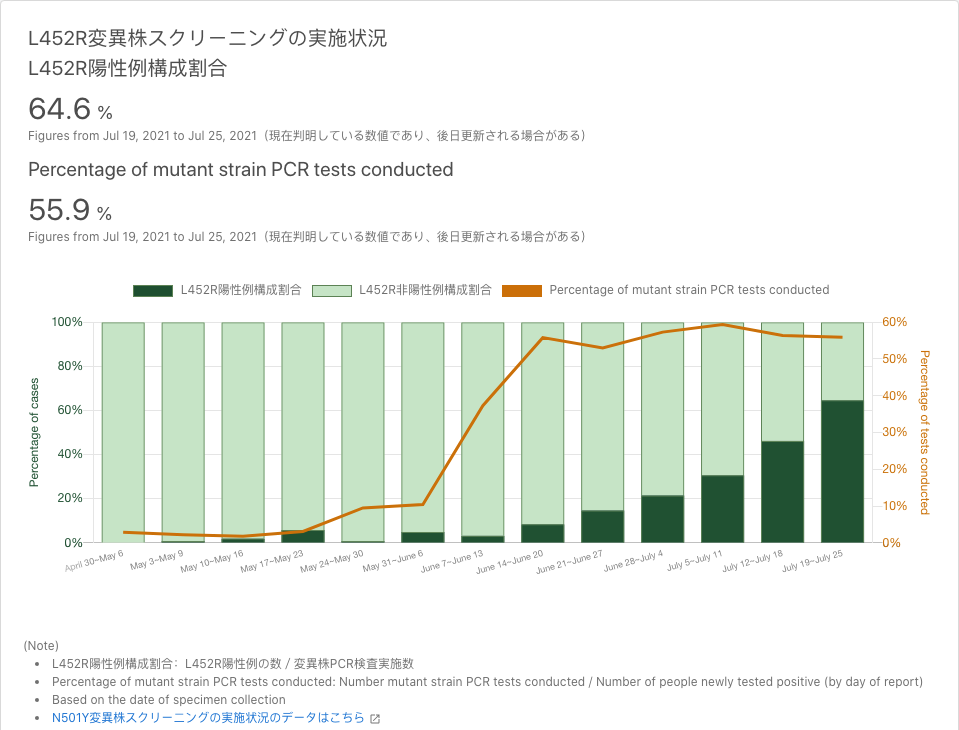 L452R変異株スクリーニングの実施状況
L452R陽性例構成割合
64.6 %
Figures from Jul 19, 2021 to Jul 25, 2021（現在判明している数値であり、後日更新される場合がある）
Percentage of mutant strain PCR tests conducted
55.9 %
Figures from Jul 19, 2021 to Jul 25, 2021（現在判明している数値であり、後日更新される場合がある）
L452R陽性例構成割合 L452R非陽性例構成割合 Percentage of mutant strain PCR tests conducted
Percentage of cases
100%
80%
60%
40%
20%
0%
60%
50%
40%
30%
20%
10%
0%
Percentage of tests conducted
April 30~May 6 May 3~May 9 May 10~May 16 May 17~May 23 May 24~May 30 May 31~June 6 June 7~June 13 June 14~June 20 June 21~June 27 June 28~July 4 July 5~July 11 July 12~July 18 July 19~July 25
(Note)
• L452R陽性例構成割合：L452R陽性例の数 / 変異株PCR検査実施数
• Percentage of mutant strain PCR tests conducted: Number mutant strain PCR tests conducted / Number of people newly tested positive (by day of report)
• Based on the date of specimen collection
• N501Y変異株スクリーニングの実施状況のデータはこちら